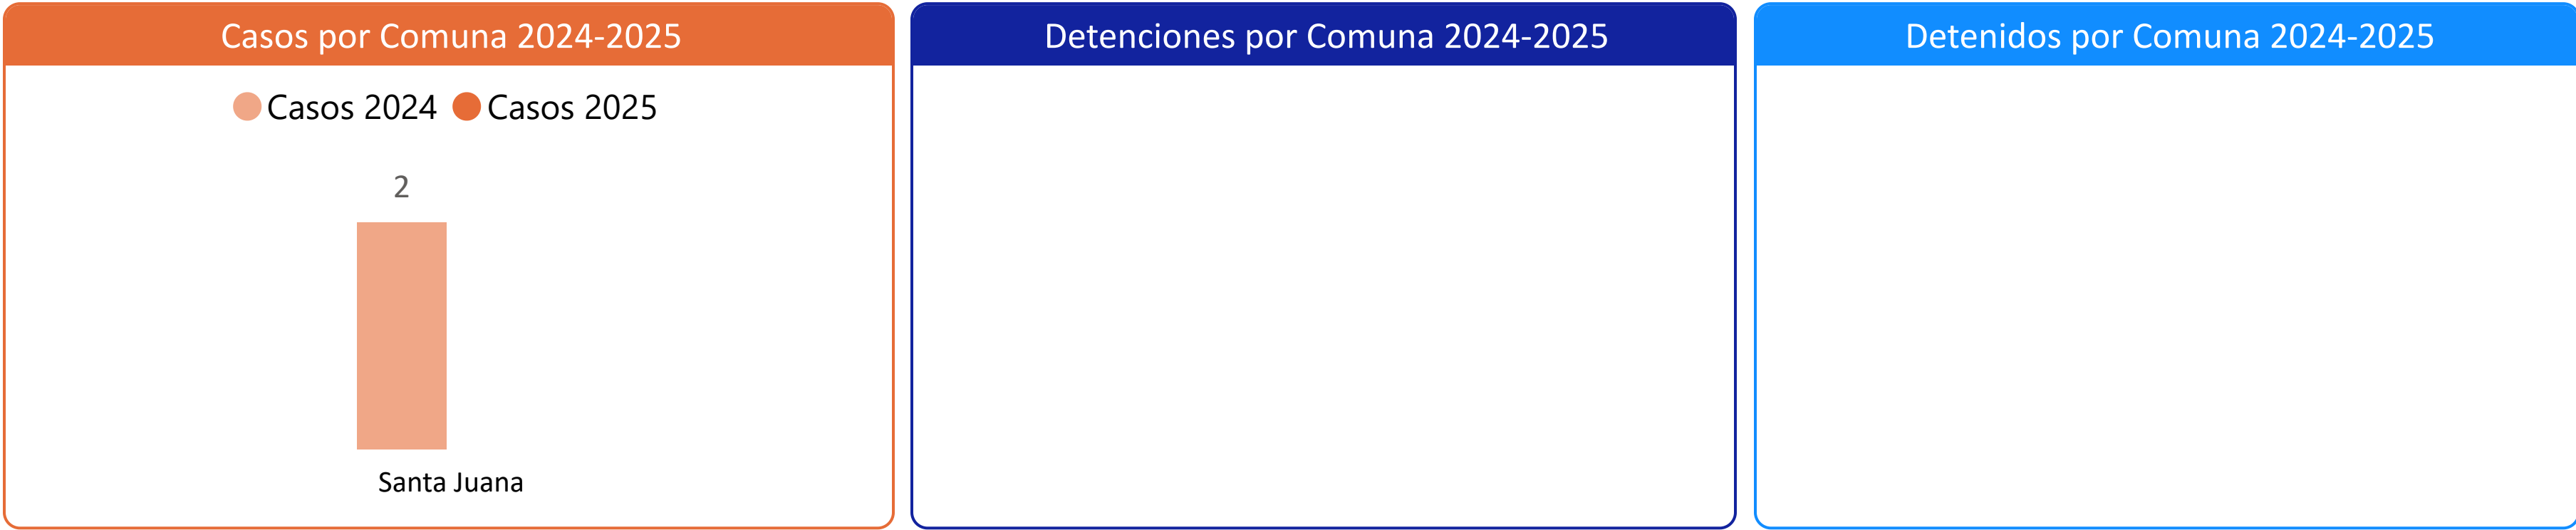 Casos por Comuna 2024-2025
Casos 2024 Casos 2025
2
Santa Juana
Detenciones por Comuna 2024-2025
Detenidos por Comuna 2024-2025